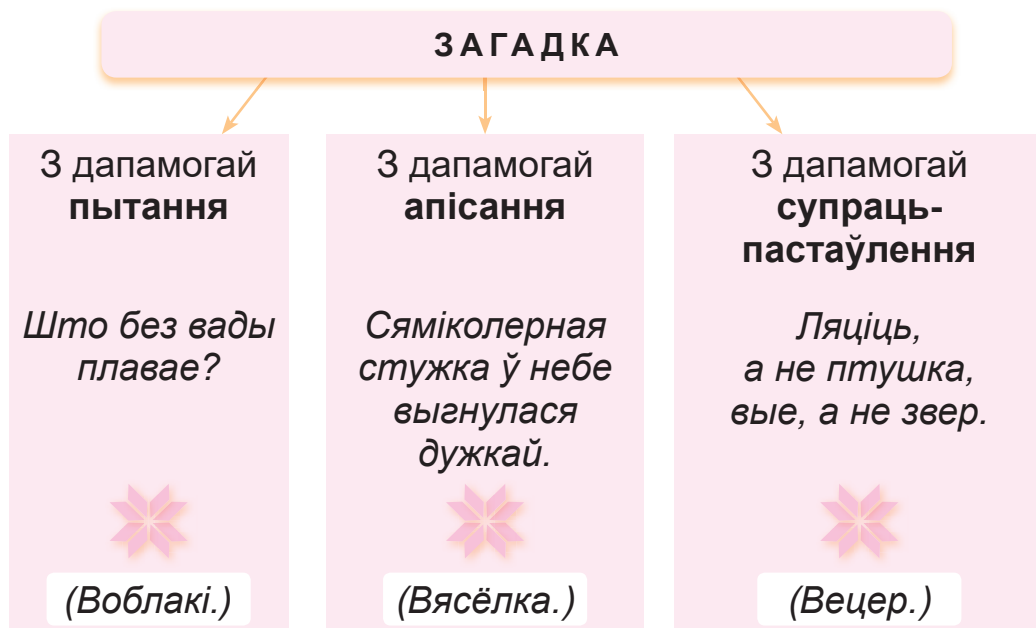 ЗАГАДКА
З дапамогай
пытання
Што без вады
плавае?
(Воблакі.)
З дапамогай
апісання
Сяміколерная
стужка ў небе
выгнулася
дужкай.
(Вясёлка.)
З дапамогай
супраць-
пастаўлення
Ляціць,
а не птушка,
вые, а не звер.
(Вецер.)